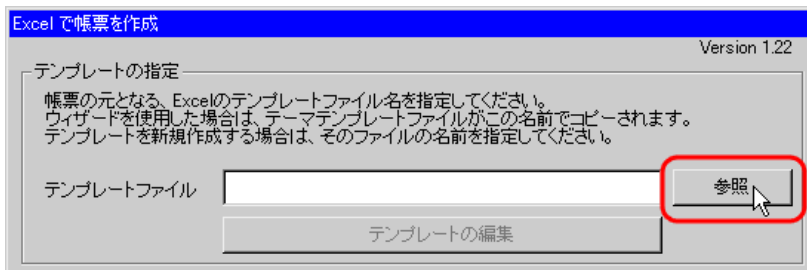 Excel で帳票を作成
Version 1.22
テンプレートの指定
帳票の元となる、Excelのテンプレートファイル名を指定してください。
ウィザードを使用した場合は、テーマテンプレートファイルがこの名前でコピーされます。
テンプレートを新規作成する場合は、そのファイルの名前を指定してください。
テンプレートファイル
参照
テンプレートの編集